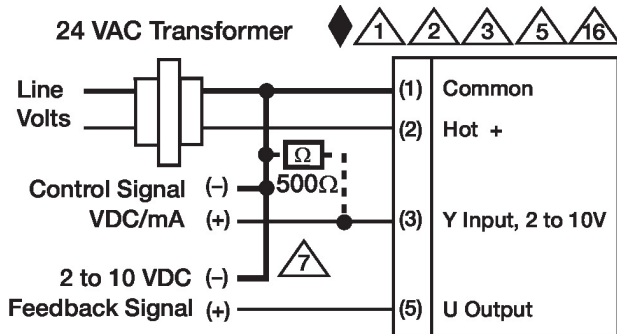 24 VAC Transformer
1 2 3 5 16
Line
Volts
(1) Common
(2) Hot +
Ω
500Ω
Control Signal (–)
VDC/mA (+)
(3) Y Input, 2 to 10V
7
2 to 10 VDC (–)
Feedback Signal (+)
(5) U Output